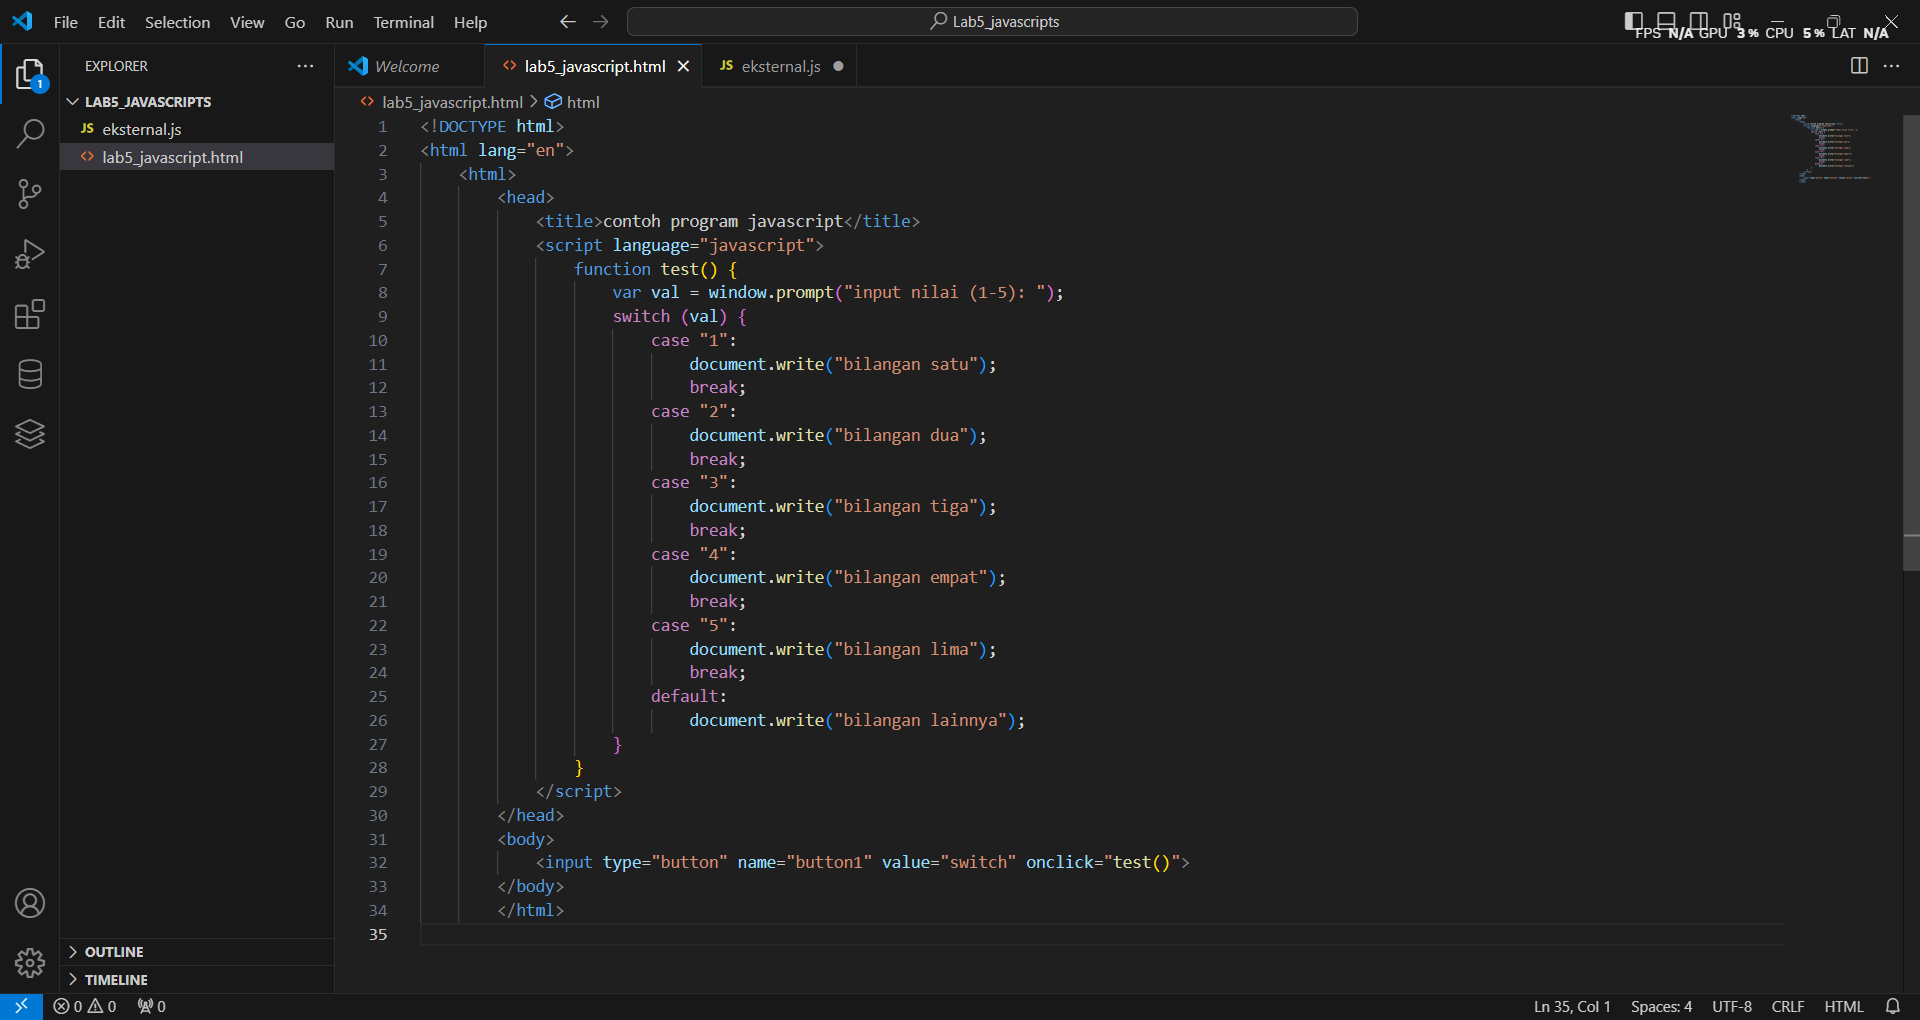 File Edit Selection View Go Run Terminal Help
Lab5_javascripts
FPS N/A GPU 3 % CPU 5 % LAT N/A
EXPLORER
1
LAB5_JAVASCRIPTS
JS eksternal.js
<> lab5_javascript.html
OUTLINE
TIMELINE
Welcome
<> lab5_javascript.html
JS eksternal.js
<> lab5_javascript.html > html
1 <!DOCTYPE html>
2 <html lang="en">
3 <html>
4 <head>
5 <title>contoh program javascript</title>
6 <script language="javascript">
7 function test() {
8 var val = window.prompt("input nilai (1-5): ");
9 switch (val) {
10 case "1":
11 document.write("bilangan satu");
12 break;
13 case "2":
14 document.write("bilangan dua");
15 break;
16 case "3":
17 document.write("bilangan tiga");
18 break;
19 case "4":
20 document.write("bilangan empat");
21 break;
22 case "5":
23 document.write("bilangan lima");
24 break;
25 default:
26 document.write("bilangan lainnya");
27 }
28 }
29 </script>
30 </head>
31 <body>
32 <input type="button" name="button1" value="switch" onclick="test()">
33 </body>
34 </html>
35
0 0 0
Ln 35, Col 1 Spaces: 4 UTF-8 CRLF HTML